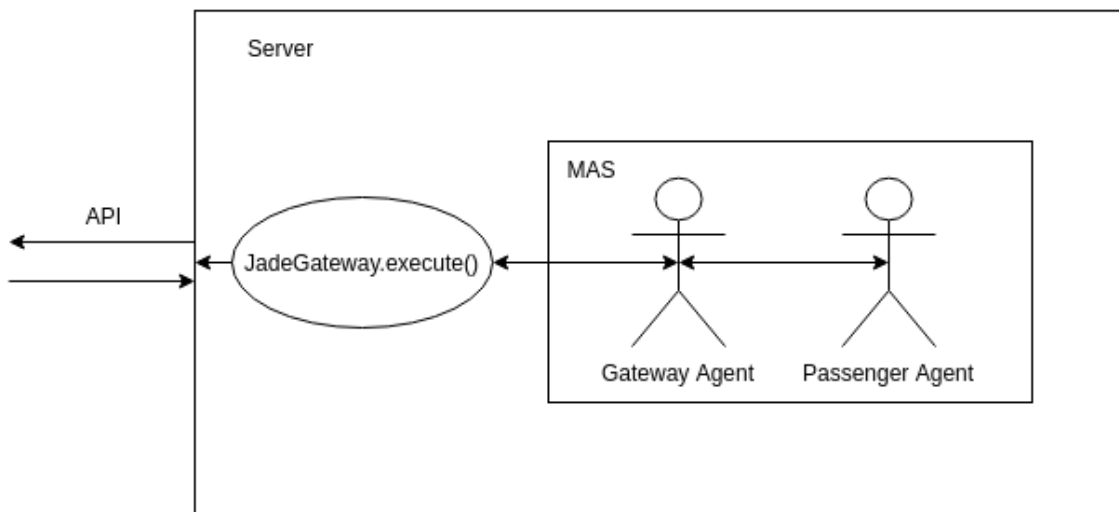 Server
MAS
API
JadeGateway.execute()
Gateway Agent
Passenger Agent